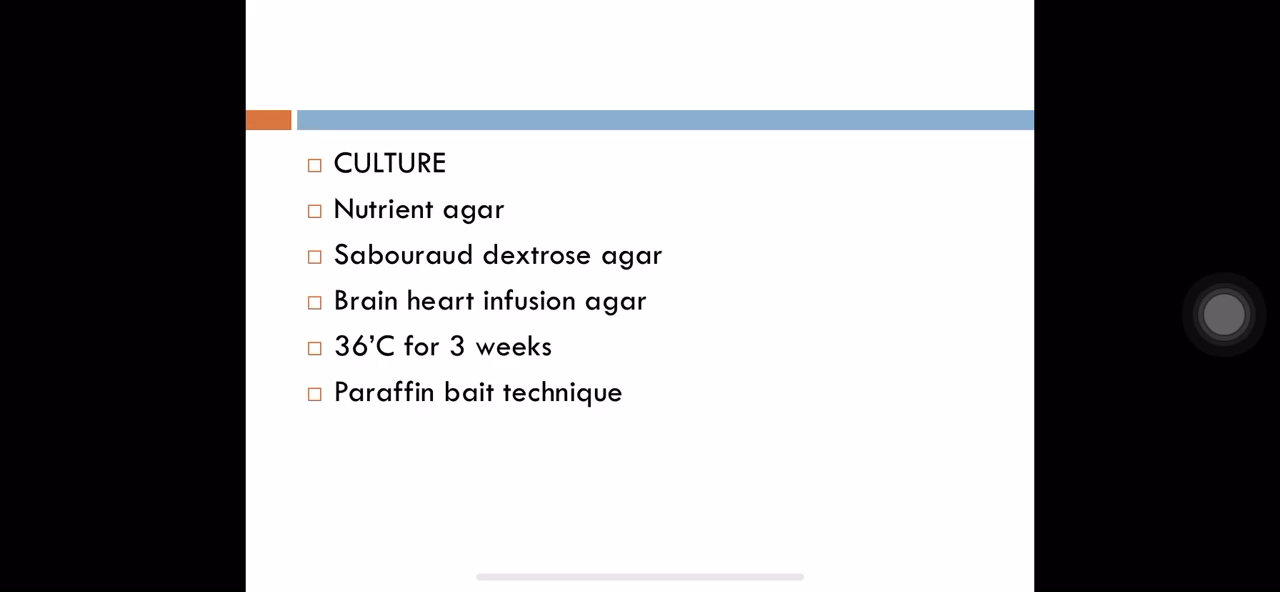 CULTURE
Nutrient agar
Sabouraud dextrose agar
Brain heart infusion agar
36’C for 3 weeks
Paraffin bait technique